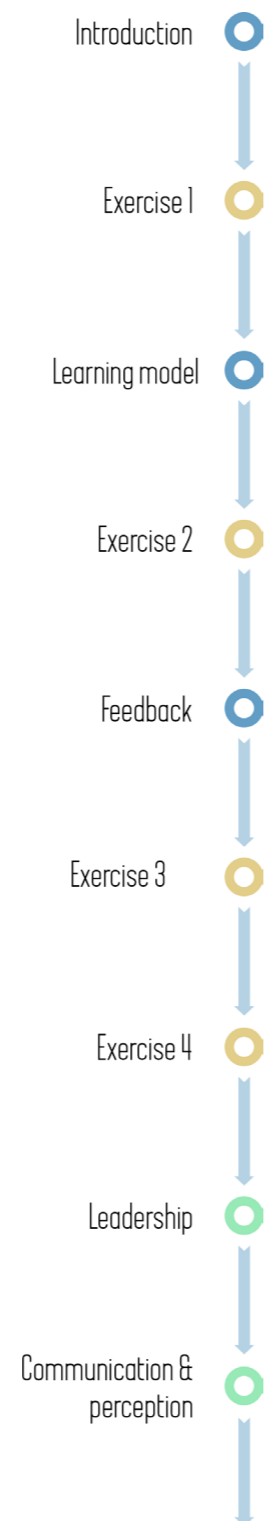 Introduction
Exercise 1
Learning model
Exercise 2
Feedback
Exercise 3
Exercise 4
Leadership
Communication &
perception